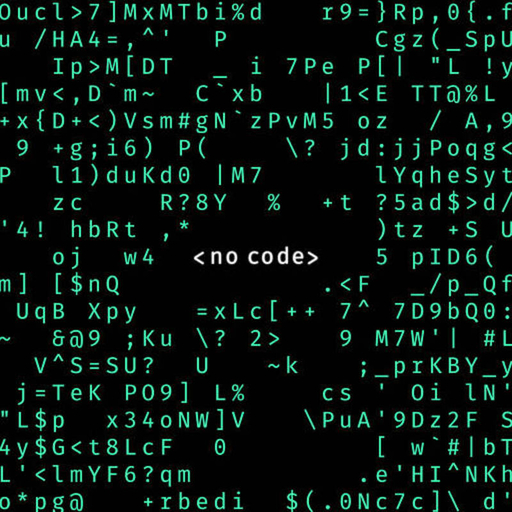 Oucl>7]MxMTbi%d r9=}Rp,0{.f
u /HA4=,^' P Cgz(_SpU
Ip>M[DT _ i 7Pe P[| "L !y
[mv<,D`m~ C`xb |1<E TT@%L
+x{D+<)Vsm#gN`zPvM5 oz / A,9
9 +g;i6) P( \? jd:jjPoqg<
P l1)duKd0 |M7 lYqheSyt
zc R?8Y % +t ?5ad$>d/
'4! hbRt ,* )tz +S U
oj w4 <no code> 5 pID6(
m] [$nQ .<F _/p_Qf
UqB Xpy =xLc[++ 7^ 7D9bQ0:
~ &@9 ;Ku \? 2> 9 M7W'| #L
V^S=SU? U ~k ;_prKBY_y
j=TeK PO9] L% cs ' Oi lN'
"L$p x34oNW]V \PuA'9Dz2F S
4y$G<t8LcF 0 [ w`#|bT
L'<lmYF6?qm .e'HI^NKh
o*pg@ +rbedi $(.0Nc7c]\ d'